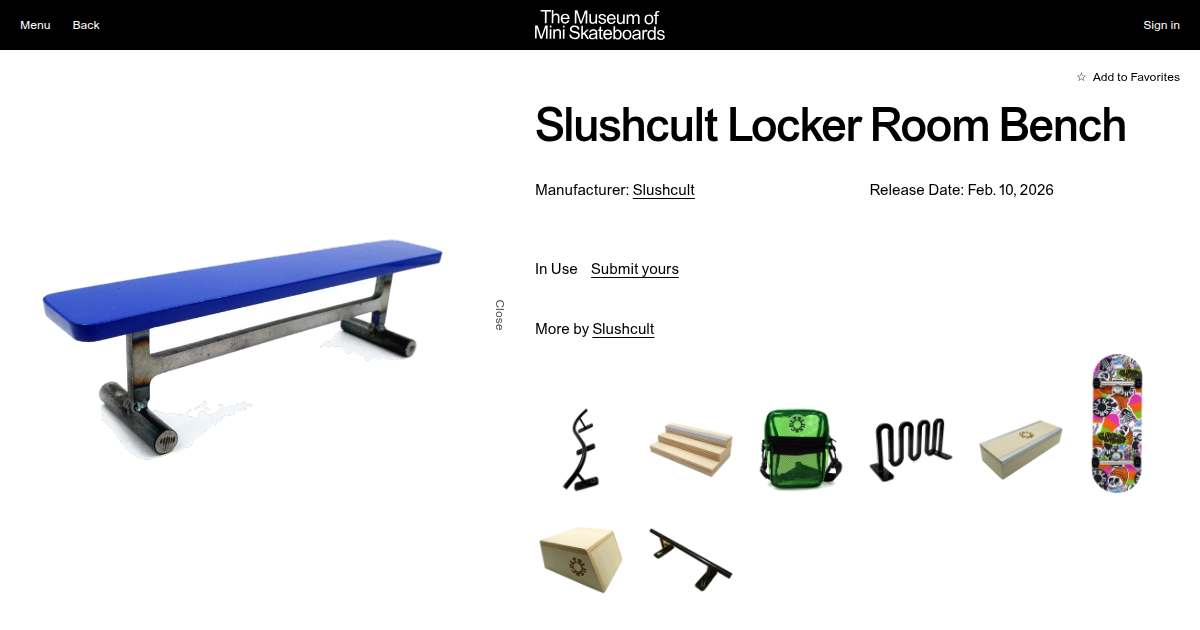 Menu
Back
The Museum of
Mini Skateboards
Sign in
☆ Add to Favorites
Slushcult Locker Room Bench
Manufacturer: Slushcult
Release Date: Feb. 10, 2026
In Use Submit yours
Close
More by Slushcult